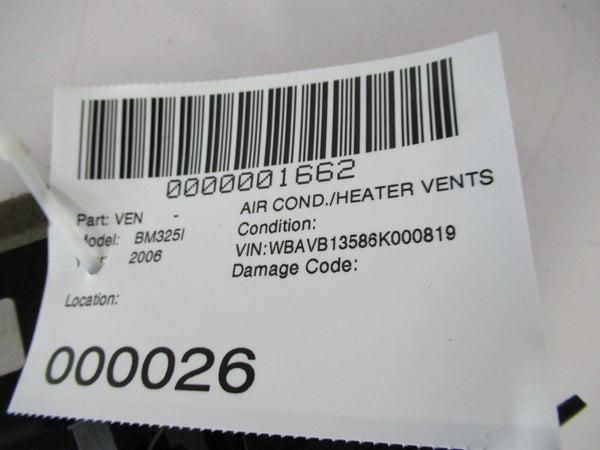 0000001662
Part: VEN -
AIR COND./HEATER VENTS
Model: BM325I
Condition:
2006
VIN:WBAVB13586K000819
Damage Code:
Location:
000026